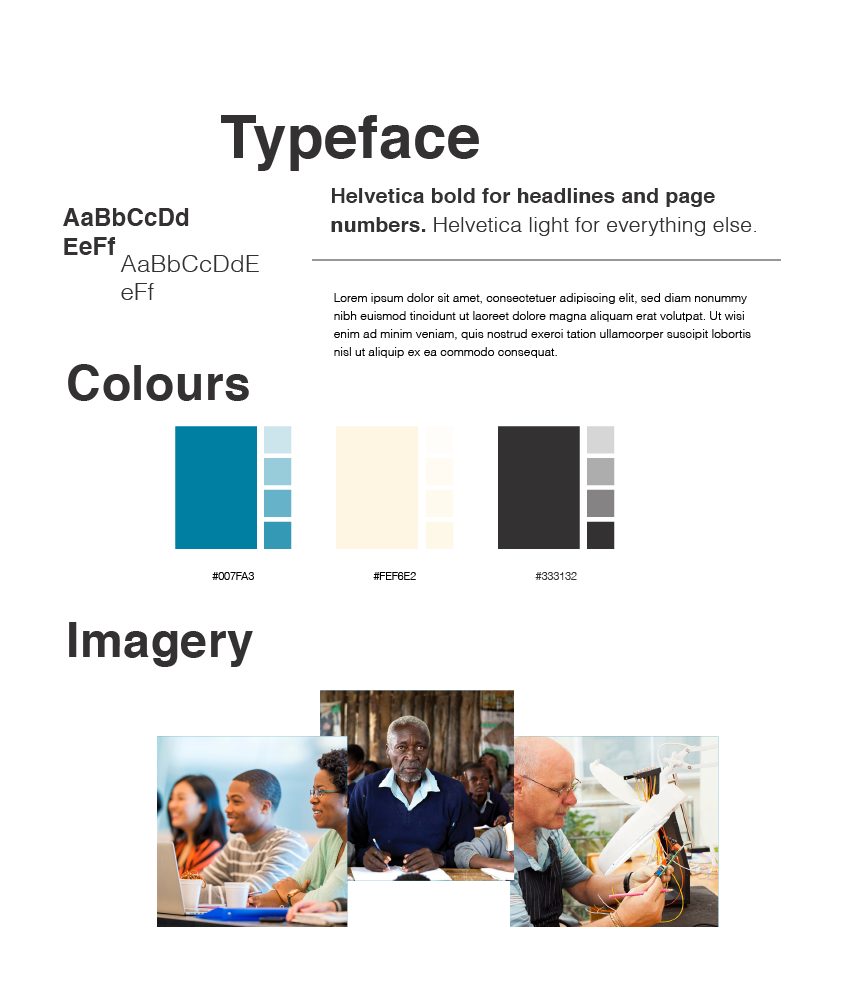 Typeface
AaBbCcDd
EeFf
AaBbCcDdE
eFf
Helvetica bold for headlines and page
numbers. Helvetica light for everything else.
Lorem ipsum dolor sit amet, consectetuer adipiscing elit, sed diam nonummy
nibh euismod tincidunt ut laoreet dolore magna aliquam erat volutpat. Ut wisi
enim ad minim veniam, quis nostrud exerci tation ullamcorper suscipit lobortis
nisl ut aliquip ex ea commodo consequat.
Colours
#007FA3
#FEF6E2
#333132
Imagery